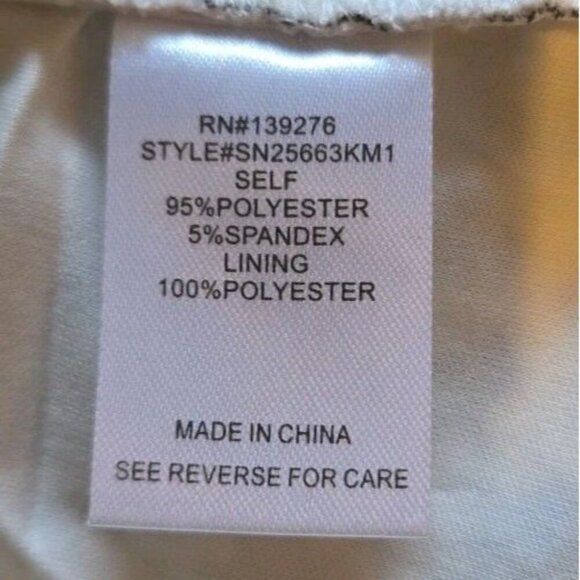 RN#139276
STYLE#SN25663KM1
SELF
95%POLYESTER
5%SPANDEX
LINING
100%POLYESTER
MADE IN CHINA
SEE REVERSE FOR CARE